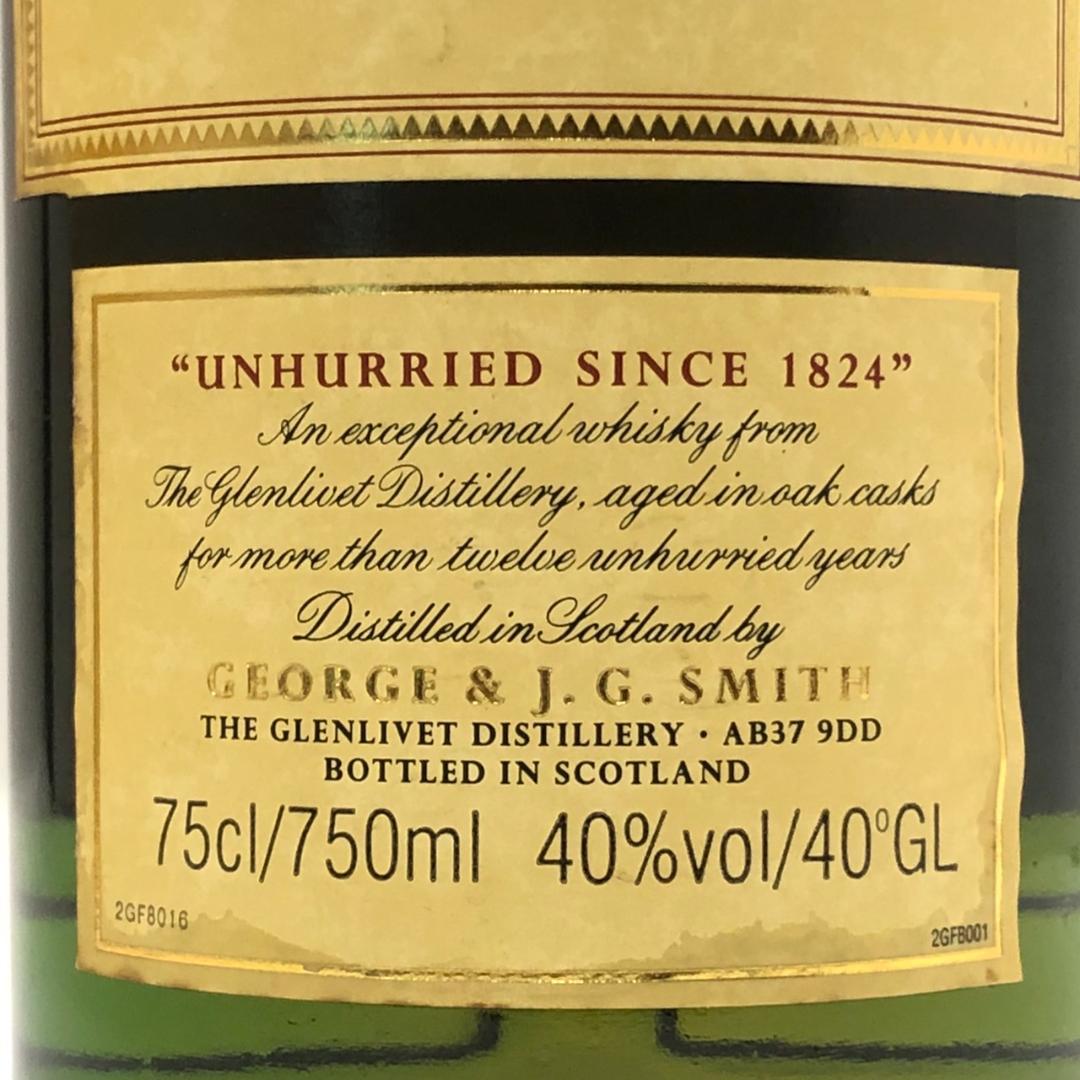 “UNHURRIED SINCE 1824”
An exceptional whisky from
The Glenlivet Distillery, aged in oak casks
for more than twelve unhurried years
Distilled in Scotland by
GEORGE & J. G. SMITH
THE GLENLIVET DISTILLERY · AB37 9DD
BOTTLED IN SCOTLAND
75cl/750ml 40%vol/40ºGL
2GF8016 2GFB001